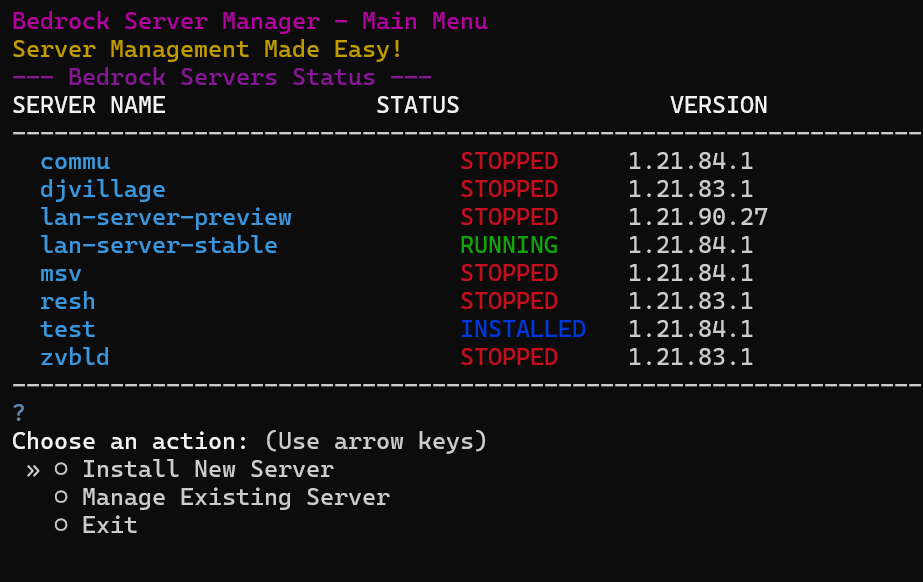 Bedrock Server Manager - Main Menu
Server Management Made Easy!
--- Bedrock Servers Status ---
SERVER NAME STATUS VERSION
-----------------------------------------------------------------
commu STOPPED 1.21.84.1
djvillage STOPPED 1.21.83.1
lan-server-preview STOPPED 1.21.90.27
lan-server-stable RUNNING 1.21.84.1
msv STOPPED 1.21.84.1
resh STOPPED 1.21.83.1
test INSTALLED 1.21.84.1
zvbld STOPPED 1.21.83.1
-----------------------------------------------------------------
?
Choose an action: (Use arrow keys)
» ○ Install New Server
○ Manage Existing Server
○ Exit